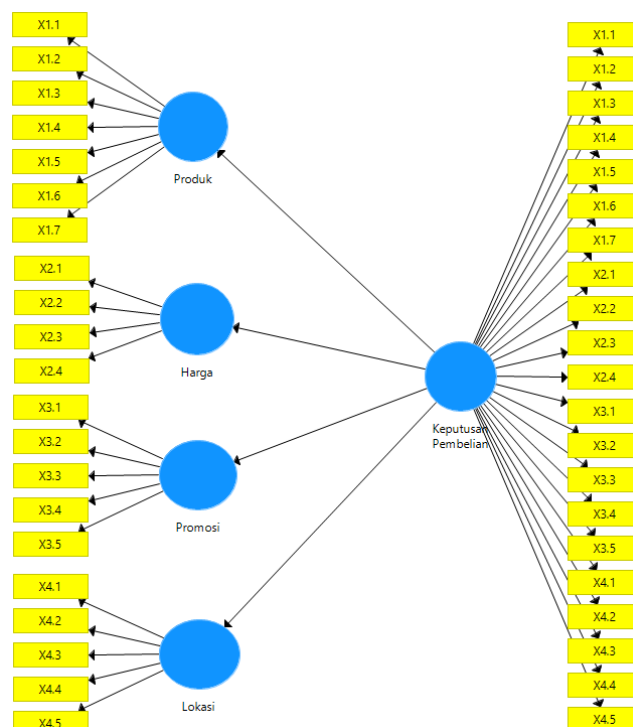 X1.1
X1.2
X1.3
X1.4
X1.5
X1.6
X1.7
Produk
X2.1
X2.2
X2.3
X2.4
Harga
X3.1
X3.2
X3.3
X3.4
X3.5
Promosi
X4.1
X4.2
X4.3
X4.4
X4.5
Lokasi
Keputusan
Pembelian
X1.1
X1.2
X1.3
X1.4
X1.5
X1.6
X1.7
X2.1
X2.2
X2.3
X2.4
X3.1
X3.2
X3.3
X3.4
X3.5
X4.1
X4.2
X4.3
X4.4
X4.5